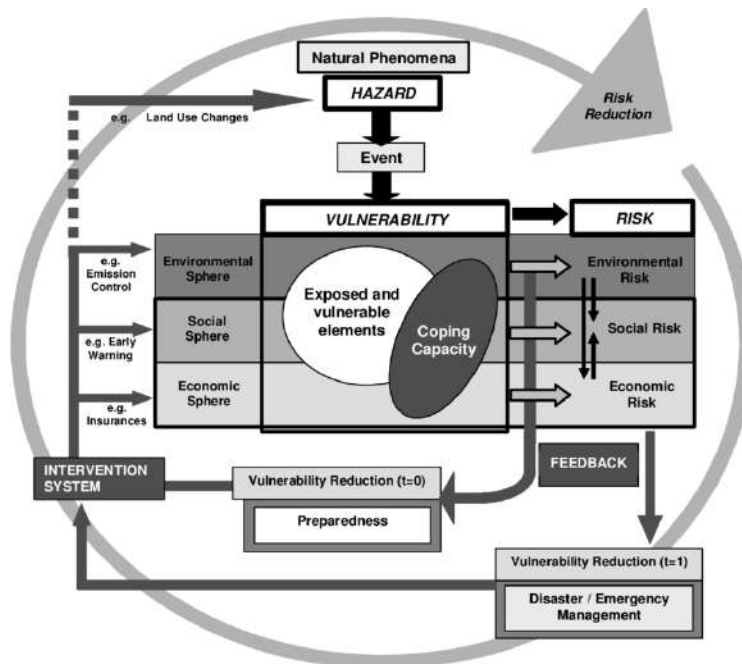 Natural Phenomena
HAZARD
Risk
Reduction
e.g. Land Use Changes
Event
VULNERABILITY
RISK
e.g.
Emission
Control
Environmental
Sphere
Exposed and
vulnerable
elements
Environmental
Risk
e.g. Early
Warning
Social
Sphere
Coping
Capacity
Social Risk
e.g.
Insurances
Economic
Sphere
Economic
Risk
INTERVENTION
SYSTEM
Vulnerability Reduction (t=0)
Preparedness
FEEDBACK
Vulnerability Reduction (t=1)
Disaster / Emergency
Management